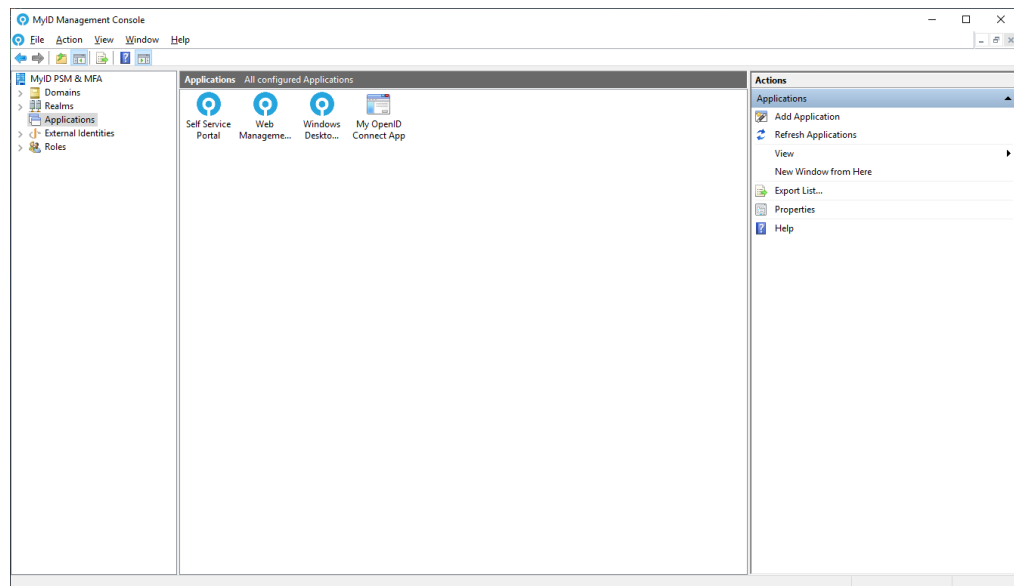 MyID Management Console
File Action View Window Help
MyID PSM & MFA
Domains
Realms
Applications
External Identities
Roles
Applications All configured Applications
Self Service
Portal
Web
Manageme...
Windows
Deskto...
My OpenID
Connect App
Actions
Applications
Add Application
Refresh Applications
View
New Window from Here
Export List...
Properties
Help